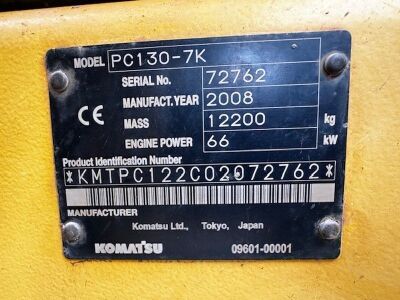 MODEL PC130-7K
SERIAL No. 72762
CE MANUFACT.YEAR 2008
MASS 12200 kg
ENGINE POWER 66 kW
Product Identification Number
*KMTPC122C02072762*
MANUFACTURER
Komatsu Ltd., Tokyo, Japan
KOMATSU 09601-00001